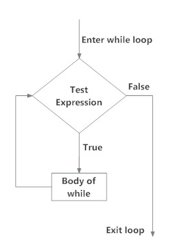 Enter while loop
Test
Expression
False
True
Body of
while
Exit loop